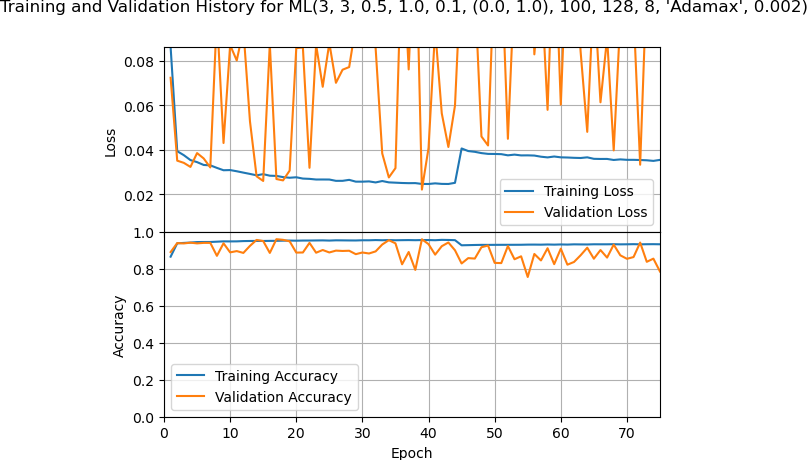 Training and Validation History for ML(3, 3, 0.5, 1.0, 0.1, (0.0, 1.0), 100, 128, 8, 'Adamax', 0.002)
0.08
0.06
0.04
0.02
Loss
Training Loss
Validation Loss
1.0
0.8
0.6
0.4
0.2
0.0
Accuracy
Training Accuracy
Validation Accuracy
0 10 20 30 40 50 60 70
Epoch